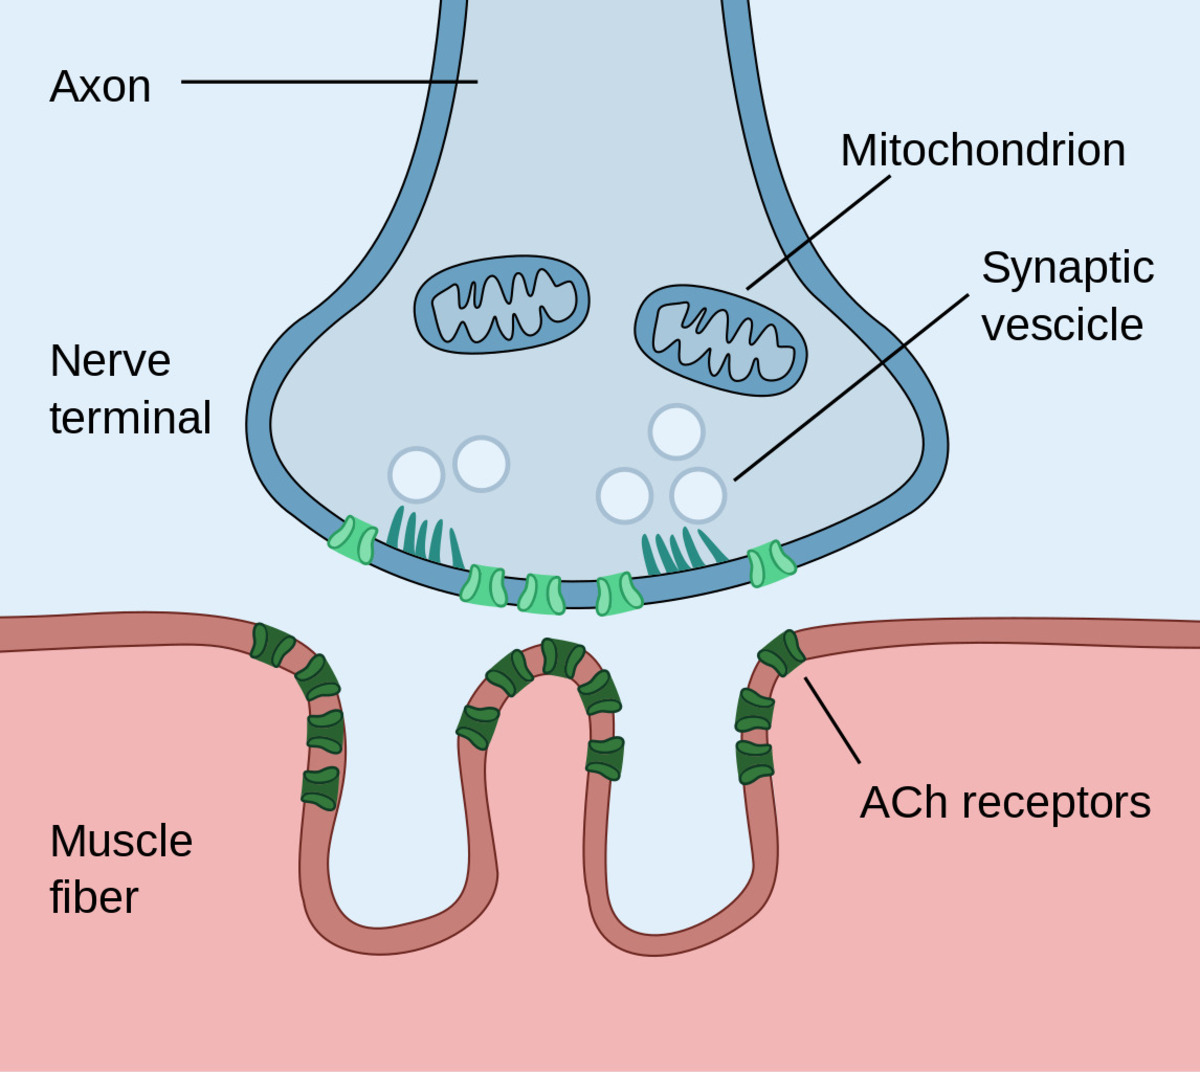 Axon
Mitochondrion
Synaptic
vescicle
Nerve
terminal
ACh receptors
Muscle
fiber